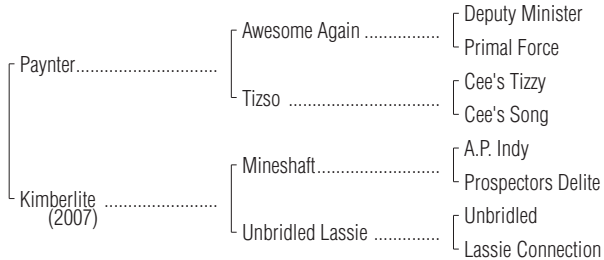 Deputy Minister
Awesome Again ................
Primal Force
Paynter..............................
Cee's Tizzy
Tizso ................................
Cee's Song
A.P. Indy
Mineshaft..........................
Prospectors Delite
Kimberlite ........................
(2007)
Unbridled
Unbridled Lassie ..............
Lassie Connection